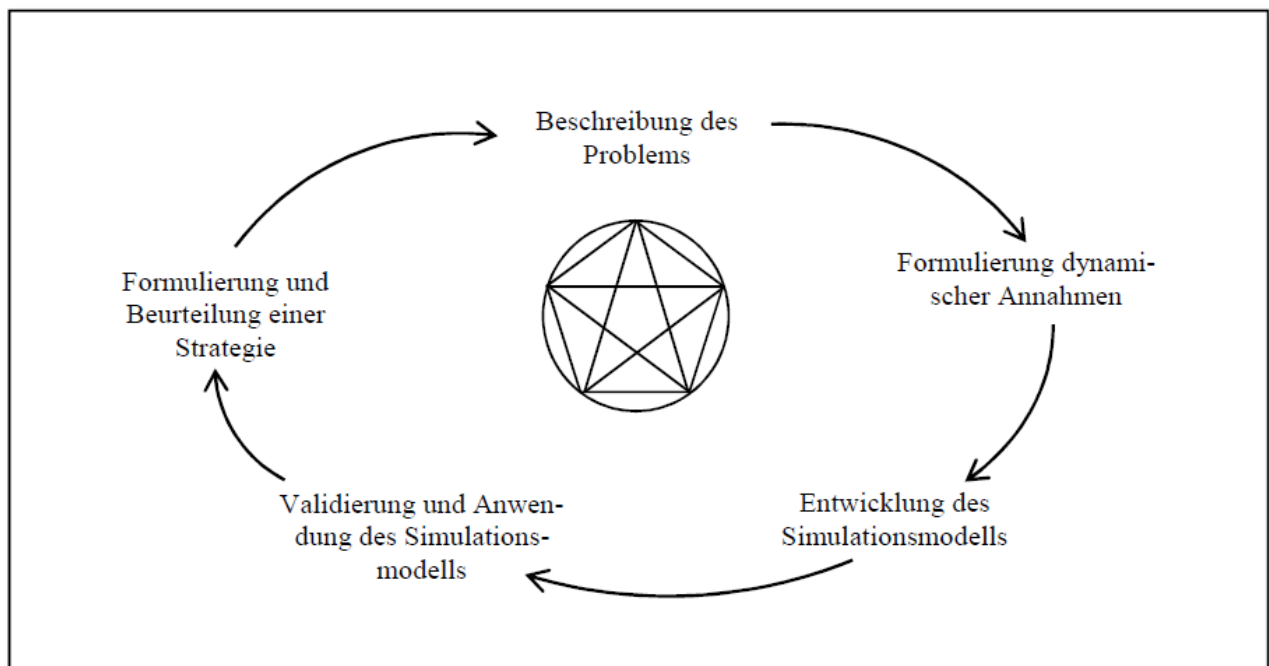 Beschreibung des
Problems
Formulierung dynami-
scher Annahmen
Entwicklung des
Simulationsmodells
Validierung und Anwen-
dung des Simulations-
modells
Formulierung und
Beurteilung einer
Strategie